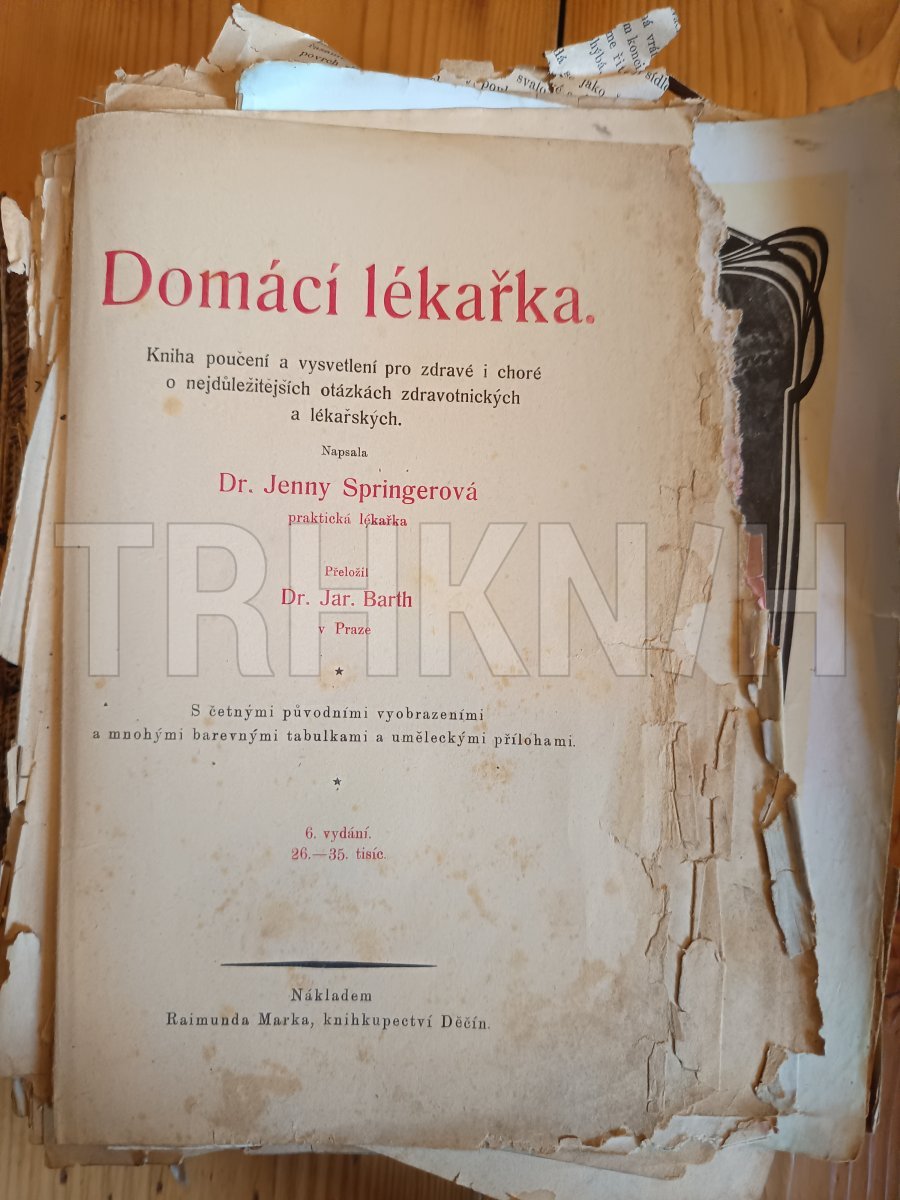 Domácí lékařka.
Kniha poučení a vysvetlení pro zdravé i choré
o nejdůležitějších otázkách zdravotnických
a lékařských.
Napsala
Dr. Jenny Springerová
praktická lékařka
Přeložil
Dr. Jar. Barth
v Praze
S četnými původními vyobrazeními
a mnohými barevnými tabulkami a uměleckými přílohami.
6. vydání.
26.—35. tisíc.
Nákladem
Raimunda Marka, knihkupectví Děčín.
TRHKNIH